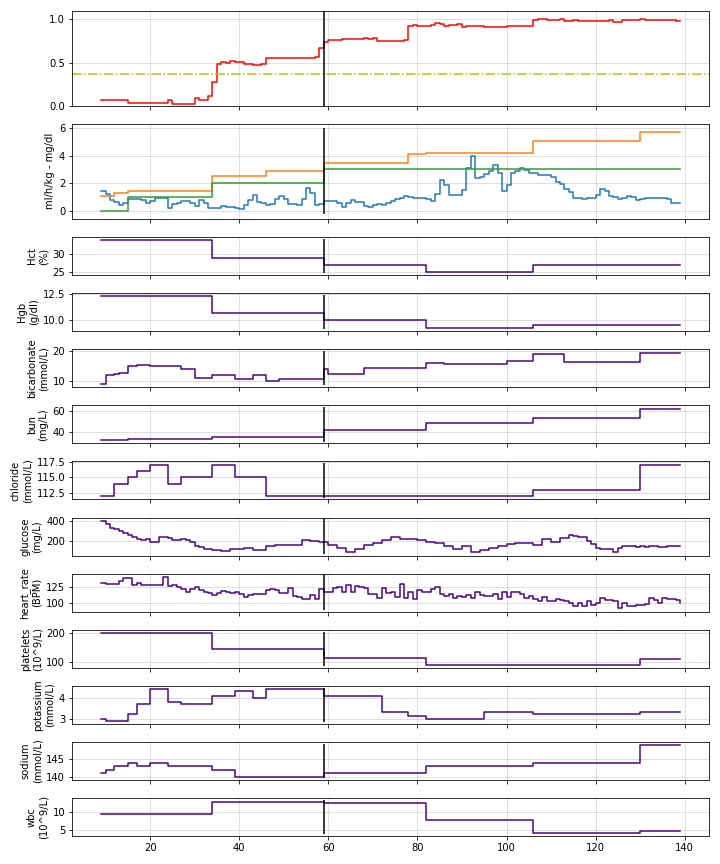 1.0
0.5
0.0
ml/h/kg - mg/dl
6
4
2
0
Hct
(%)
30
25
Hgb
(g/dl)
12.5
10.0
bicarbonate
(mmol/L)
20
10
bun
(mg/L)
60
40
chloride
(mmol/L)
117.5
115.0
112.5
glucose
(mg/L)
400
200
heart_rate
(BPM)
125
100
platelets
(10^9/L)
200
100
potassium
(mmol/L)
4
3
sodium
(mmol/L)
145
140
wbc
(10^9/L)
10
5
20 40 60 80 100 120 140